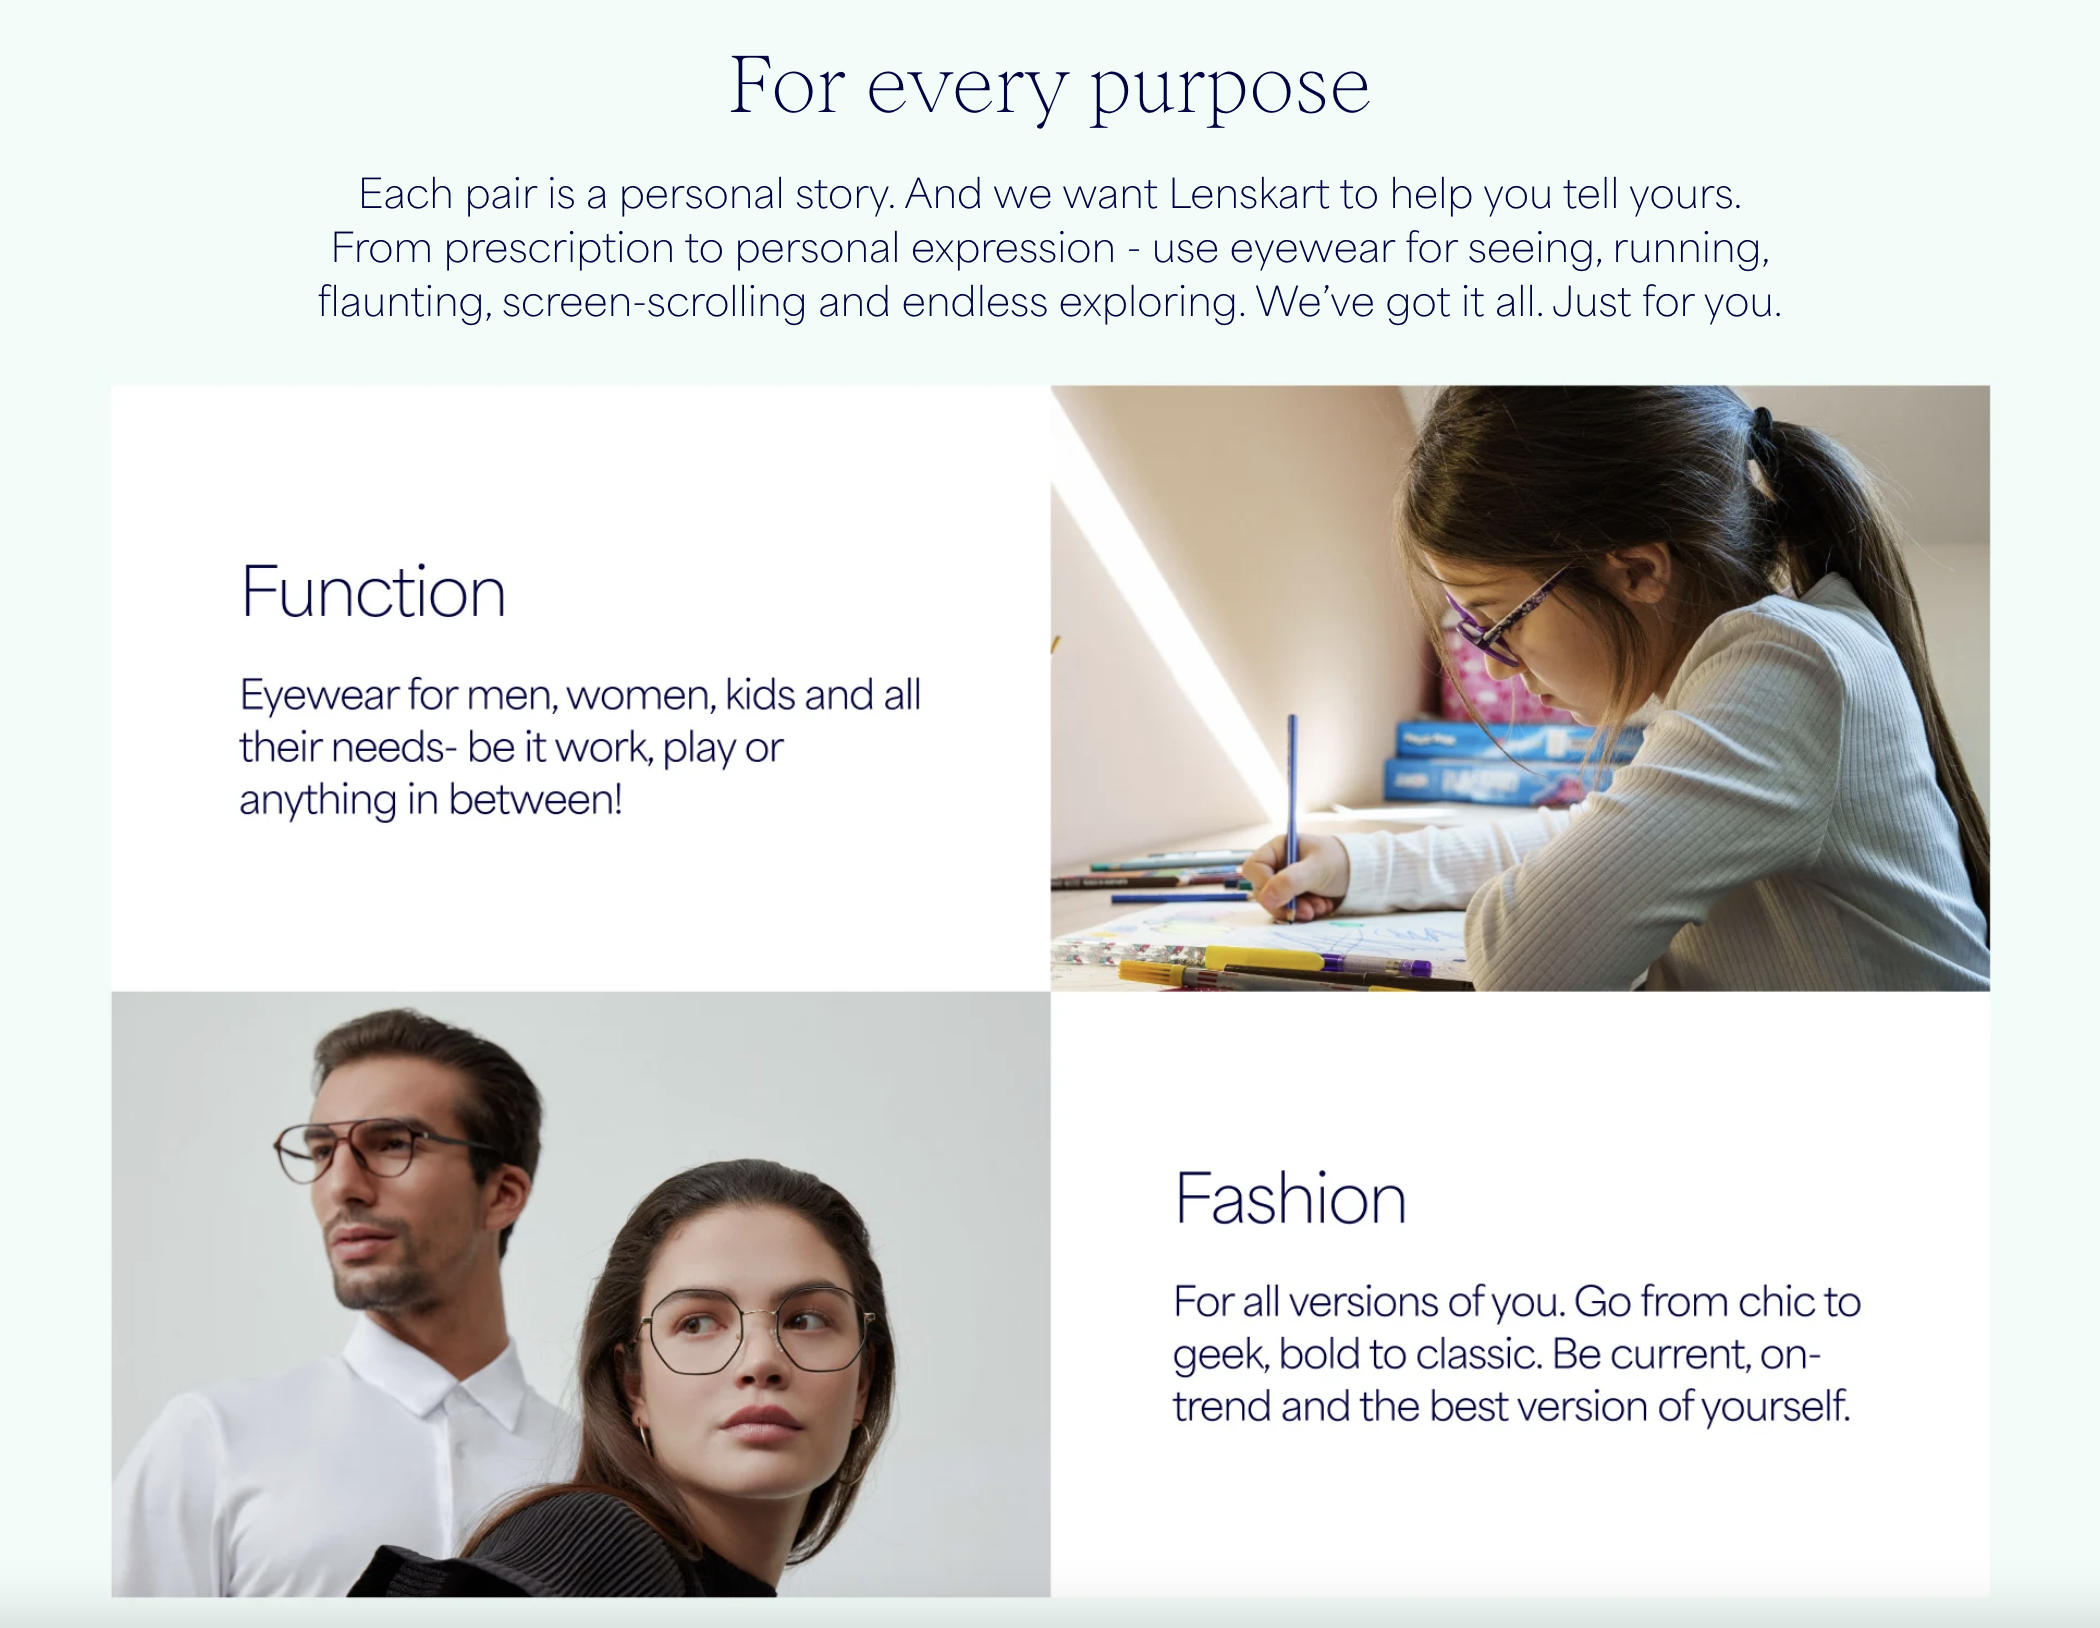 For every purpose
Each pair is a personal story. And we want Lenskart to help you tell yours.
From prescription to personal expression - use eyewear for seeing, running,
flaunting, screen-scrolling and endless exploring. We’ve got it all. Just for you.
Function
Eyewear for men, women, kids and all
their needs- be it work, play or
anything in between!
Fashion
For all versions of you. Go from chic to
geek, bold to classic. Be current, on-
trend and the best version of yourself.